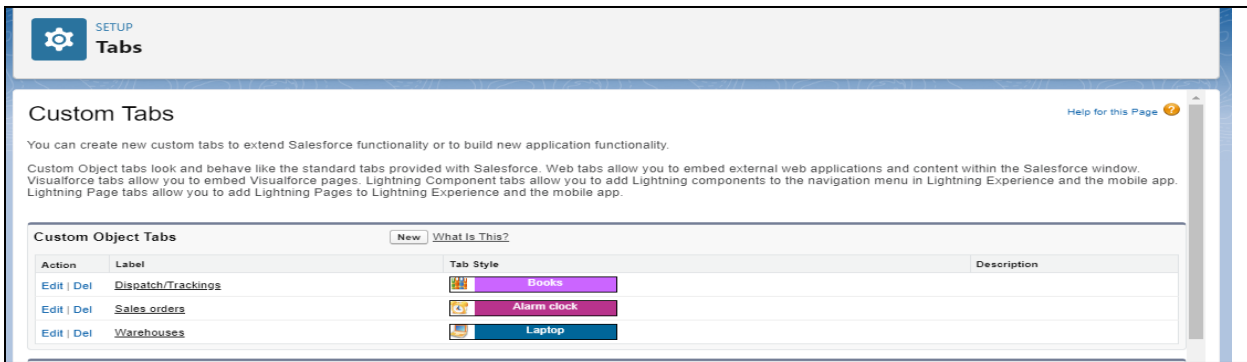 SETUP
Tabs
Custom Tabs
Help for this Page ?
You can create new custom tabs to extend Salesforce functionality or to build new application functionality.
Custom Object tabs look and behave like the standard tabs provided with Salesforce. Web tabs allow you to embed external web applications and content within the Salesforce window.
Visualforce tabs allow you to embed Visualforce pages. Lightning Component tabs allow you to add Lightning components to the navigation menu in Lightning Experience and the mobile app.
Lightning Page tabs allow you to add Lightning Pages to Lightning Experience and the mobile app.
Custom Object Tabs New What Is This?
Action Label Tab Style Description
Edit | Del Dispatch/Trackings Books
Edit | Del Sales orders Alarm clock
Edit | Del Warehouses Laptop